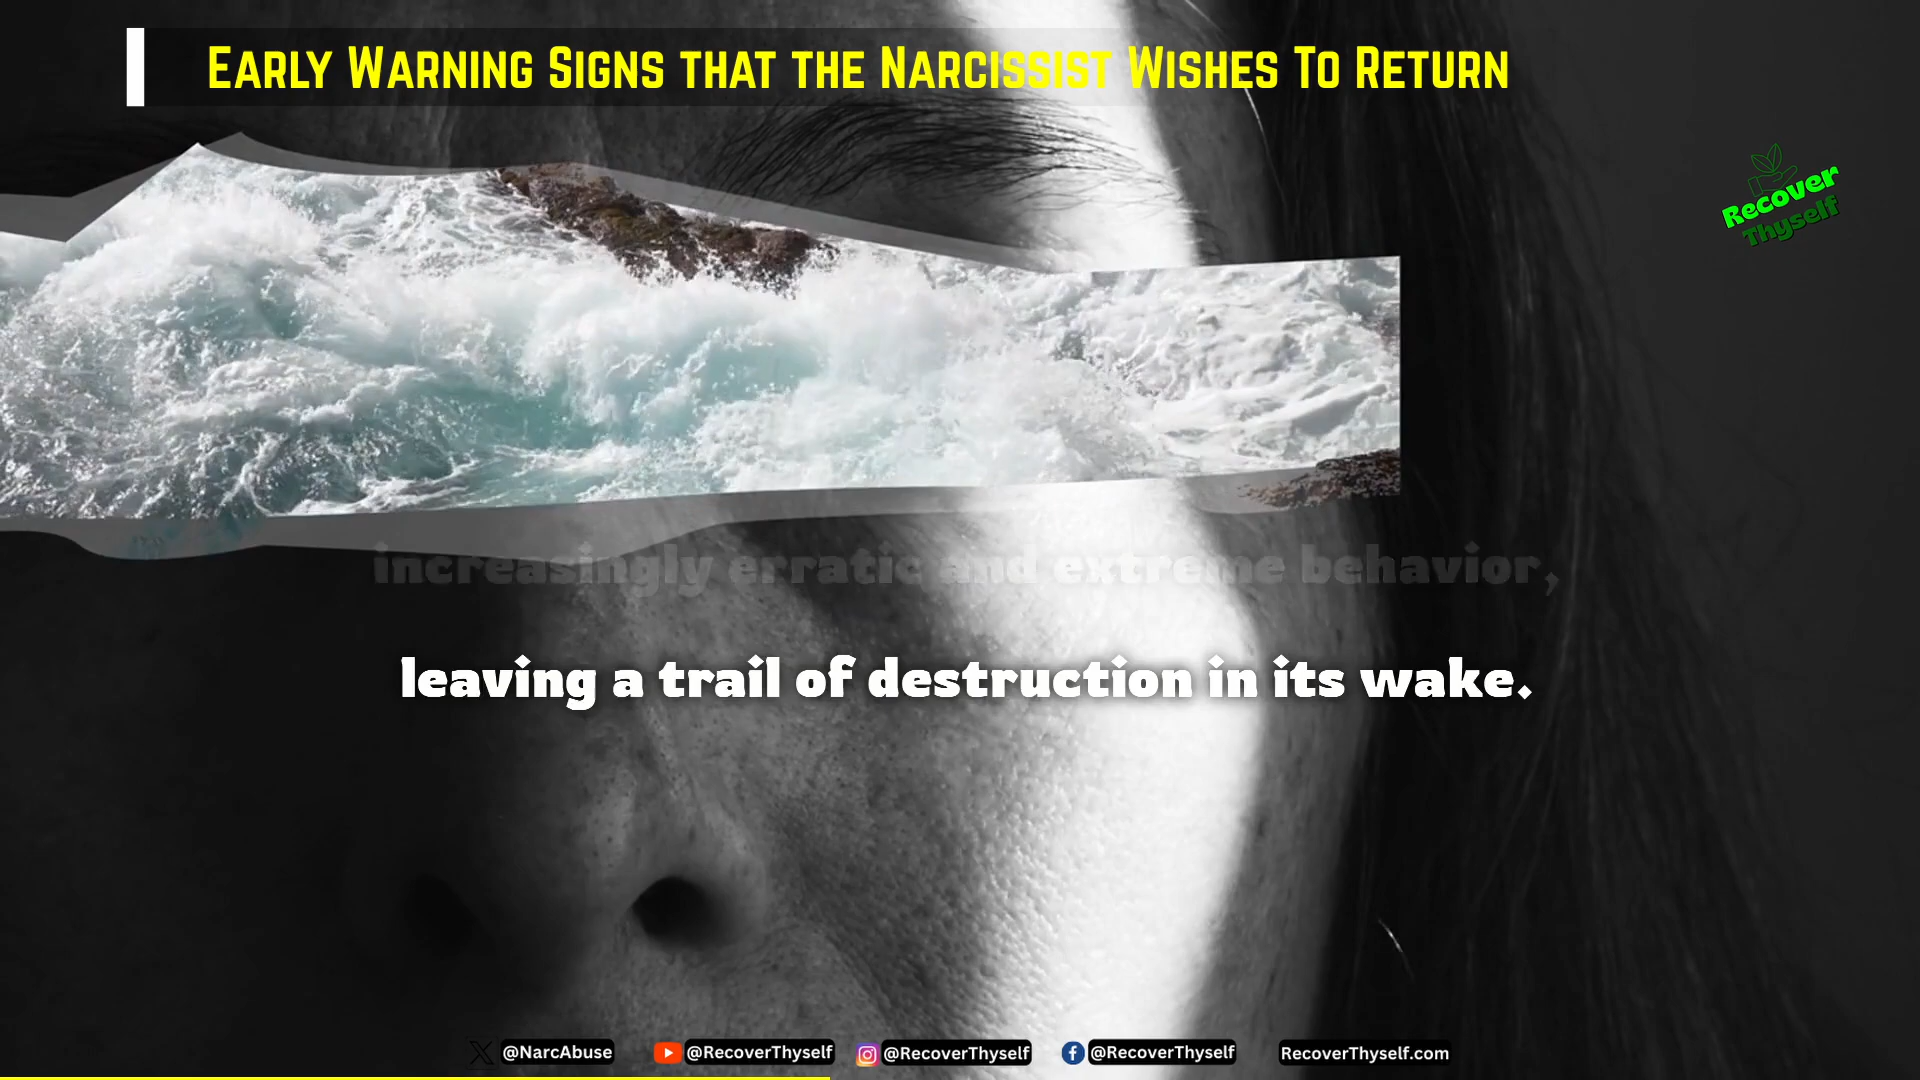 Early Warning Signs that the Narcissist Wishes To Return
Recover
Thyself
increasingly erratic and extreme behavior,
leaving a trail of destruction in its wake.
@NarcAbuse
@RecoverThyself
@RecoverThyself
@RecoverThyself
RecoverThyself.com